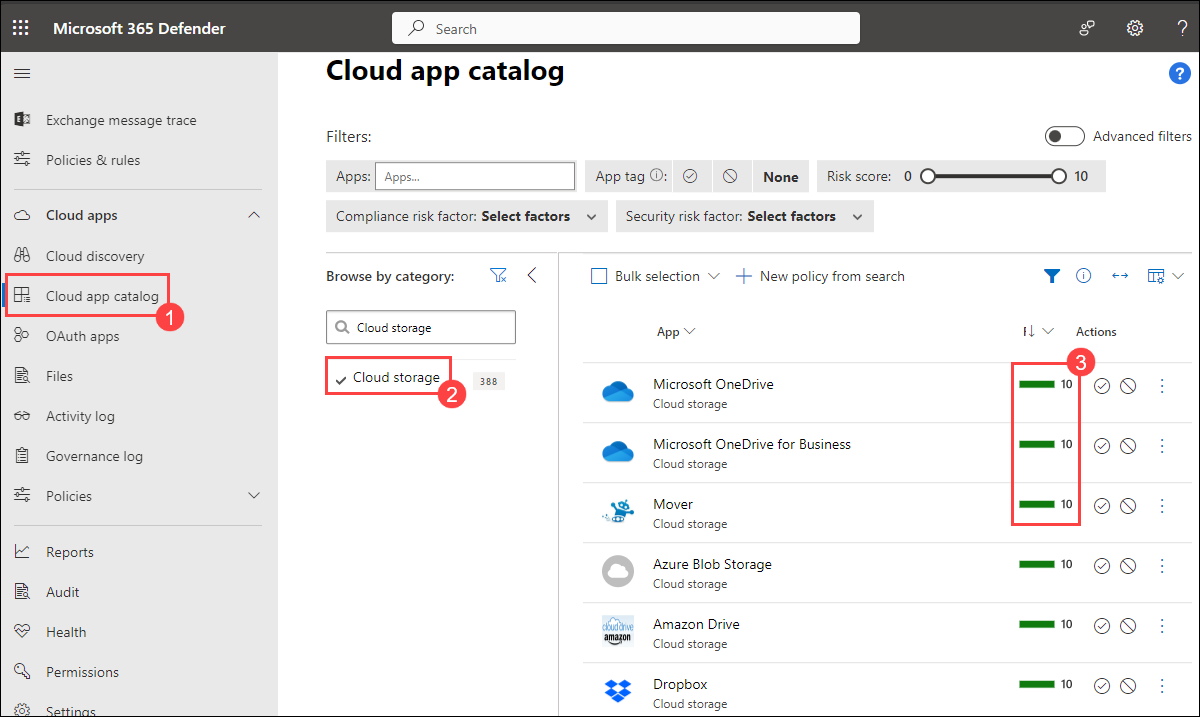 Microsoft 365 Defender
Search
?
Exchange message trace
Policies & rules
Cloud apps
Cloud discovery
Cloud app catalog
1
OAuth apps
Files
Activity log
Governance log
Policies
Reports
Audit
Health
Permissions
Settings
Cloud app catalog
?
Filters:
Advanced filters
Apps: Apps...
App tag
:
None
Risk score: 0 10
Compliance risk factor: Select factors
Security risk factor: Select factors
Browse by category:
Cloud storage
Cloud storage 388
2
Bulk selection
New policy from search
App
Actions
3
Microsoft OneDrive 10
Cloud storage
Microsoft OneDrive for Business 10
Cloud storage
Mover 10
Cloud storage
Azure Blob Storage 10
Cloud storage
cloud drive
amazon
Amazon Drive 10
Cloud storage
Dropbox 10
Cloud storage